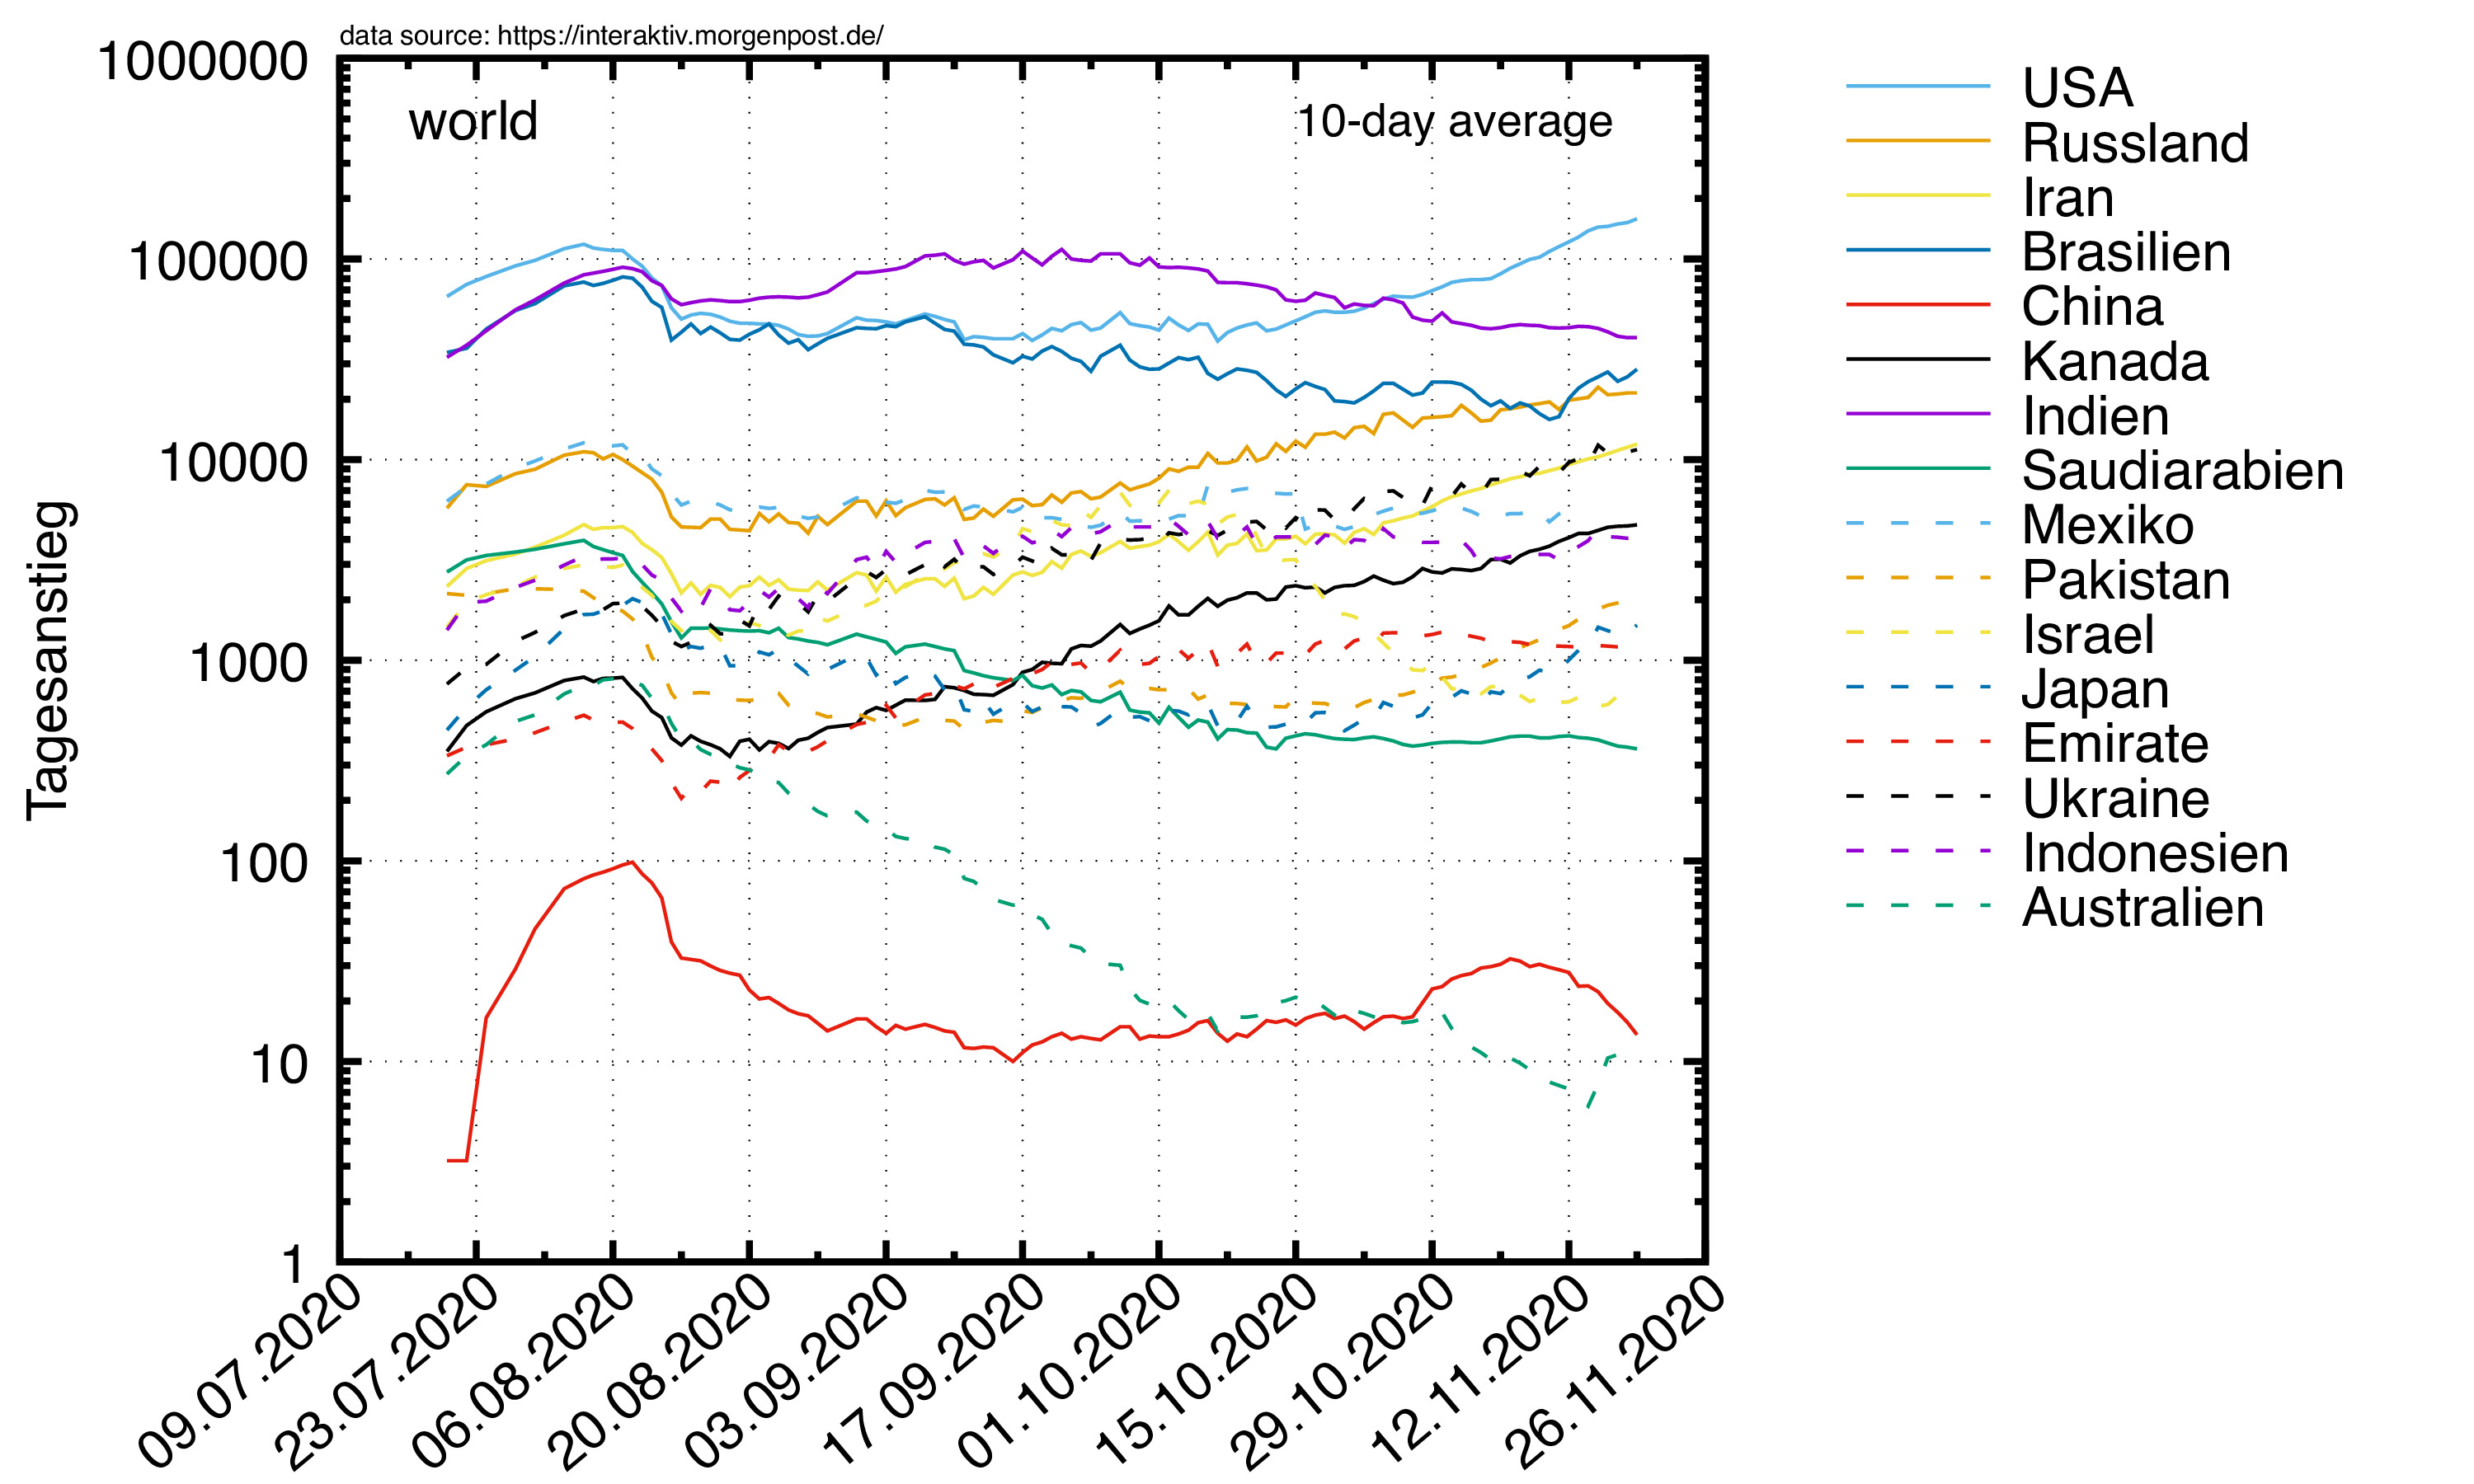 data source: https://interaktiv.morgenpost.de/
world
10-day average
Tagesanstieg
1000000
100000
10000
1000
100
10
1
09.07.2020
23.07.2020
06.08.2020
20.08.2020
03.09.2020
17.09.2020
01.10.2020
15.10.2020
29.10.2020
12.11.2020
26.11.2020
USA
Russland
Iran
Brasilien
China
Kanada
Indien
Saudiarabien
Mexiko
Pakistan
Israel
Japan
Emirate
Ukraine
Indonesien
Australien